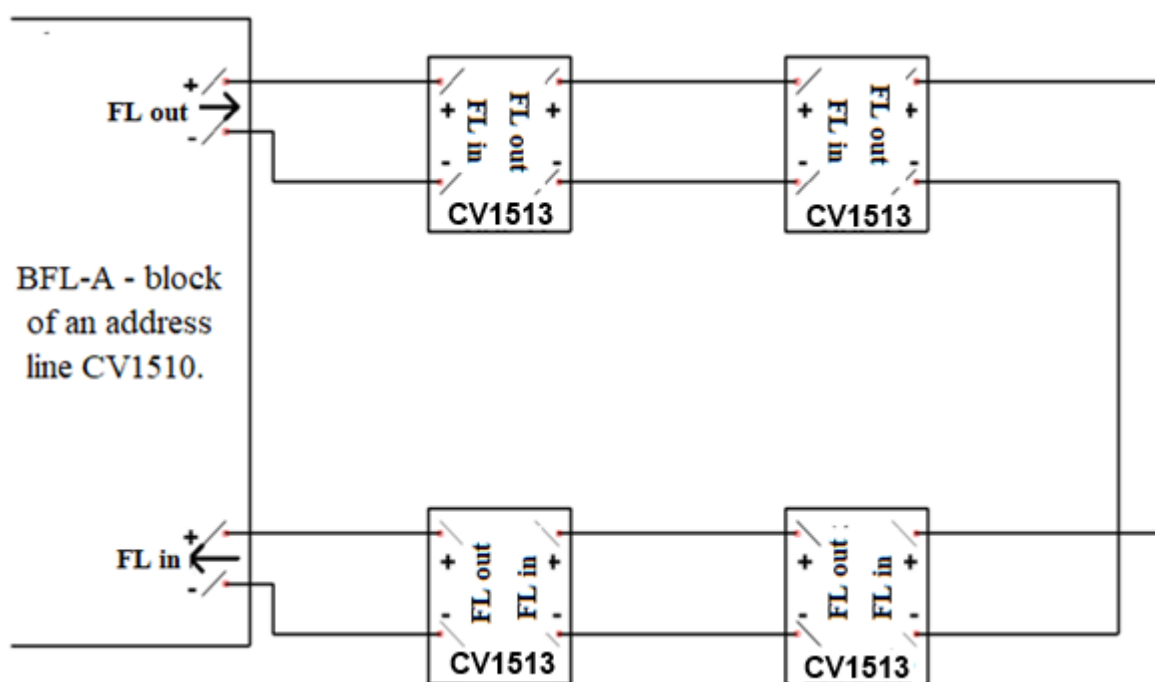 +
FL out
-
+
-
FL in
FL out
+
-
CV1513
+
-
FL in
FL out
+
-
CV1513
BFL-A - block
of an address
line CV1510.
+
FL in
-
+
-
FL out
FL in
+
-
CV1513
+
-
FL out
FL in
+
-
CV1513